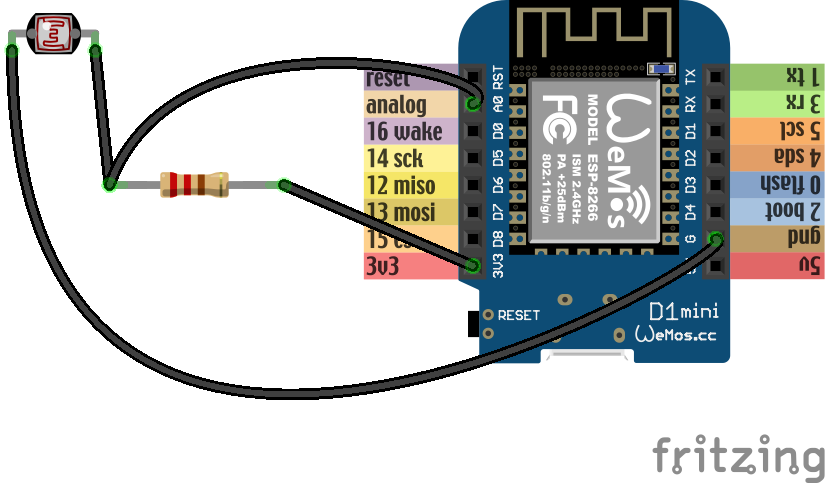 reset
analog
16 wake
14 sck
12 miso
13 mosi
15 cs
3v3
RST
A0
D0
D5
D6
D7
D8
3V3
WeMos
MODEL ESP-8266
ISM 2.4GHz
PA +25dBm
802.11b/g/n
FC
TX
RX
D1
D2
D3
D4
G
1 tx
3 rx
5 scl
4 sda
0 flash
2 boot
gnd
5v
RESET
D1mini
WeMos.cc
fritzing